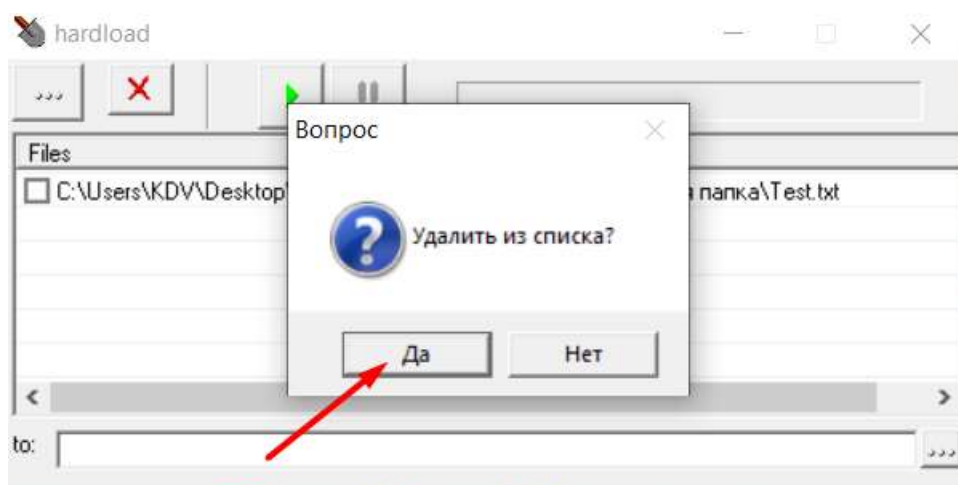 hardload
...
Вопрос
Files
C:\Users\KDV\Desktop\
я папка\Test.txt
Удалить из списка?
Да
Нет
to:
...